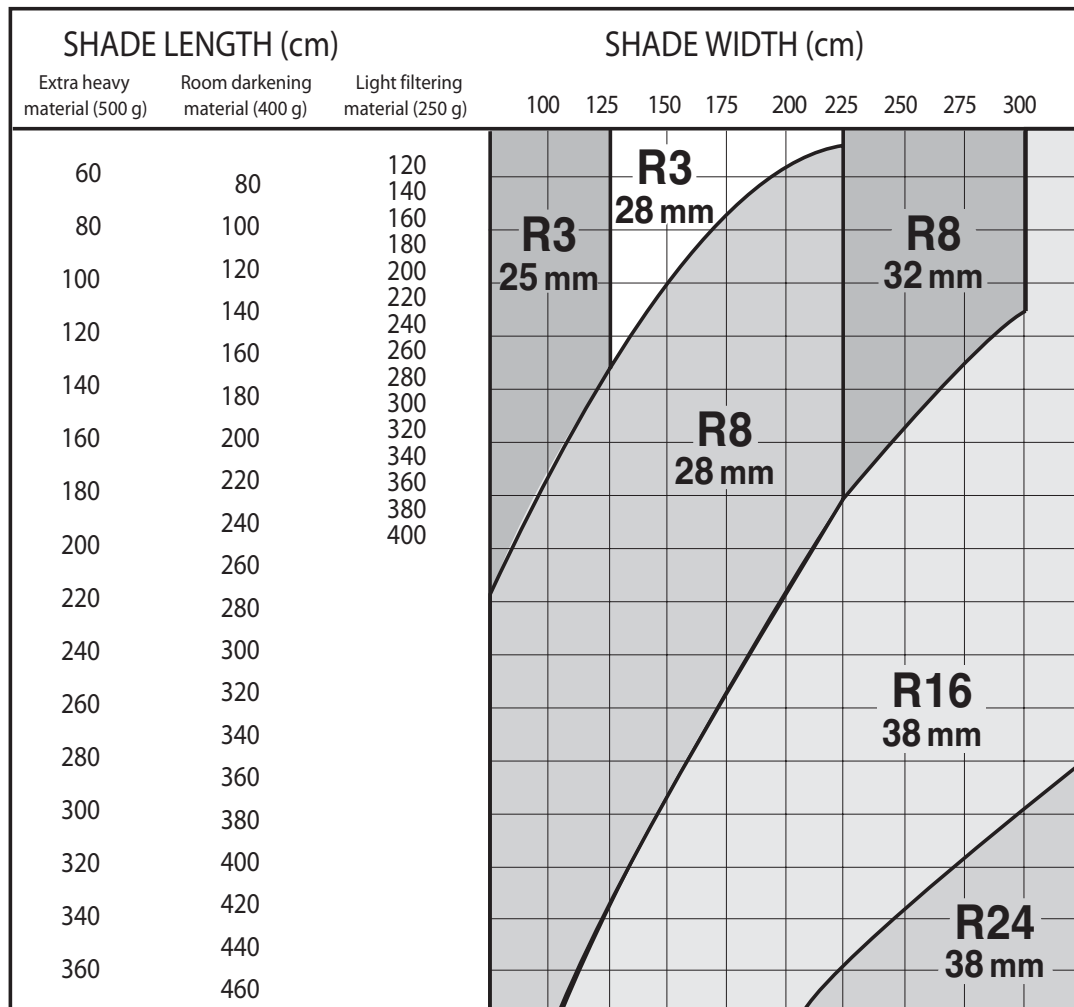 SHADE LENGTH (cm) SHADE WIDTH (cm)
Extra heavy Room darkening Light filtering
material (500 g) material (400 g) material (250 g) 100 125 150 175 200 225 250 275 300
60 80 120
140
80 100 160
180
100 120 200
220
120 140 240
260
140 160 280
300
160 180 320
340
180 200 360
380
200 220 400
220 240
240 260
260 280
280 300
300 320
320 340
340 360
360 380
400
420
440
460
R3
28 mm
R3
25 mm
R8
32 mm
R8
28 mm
R16
38 mm
R24
38 mm